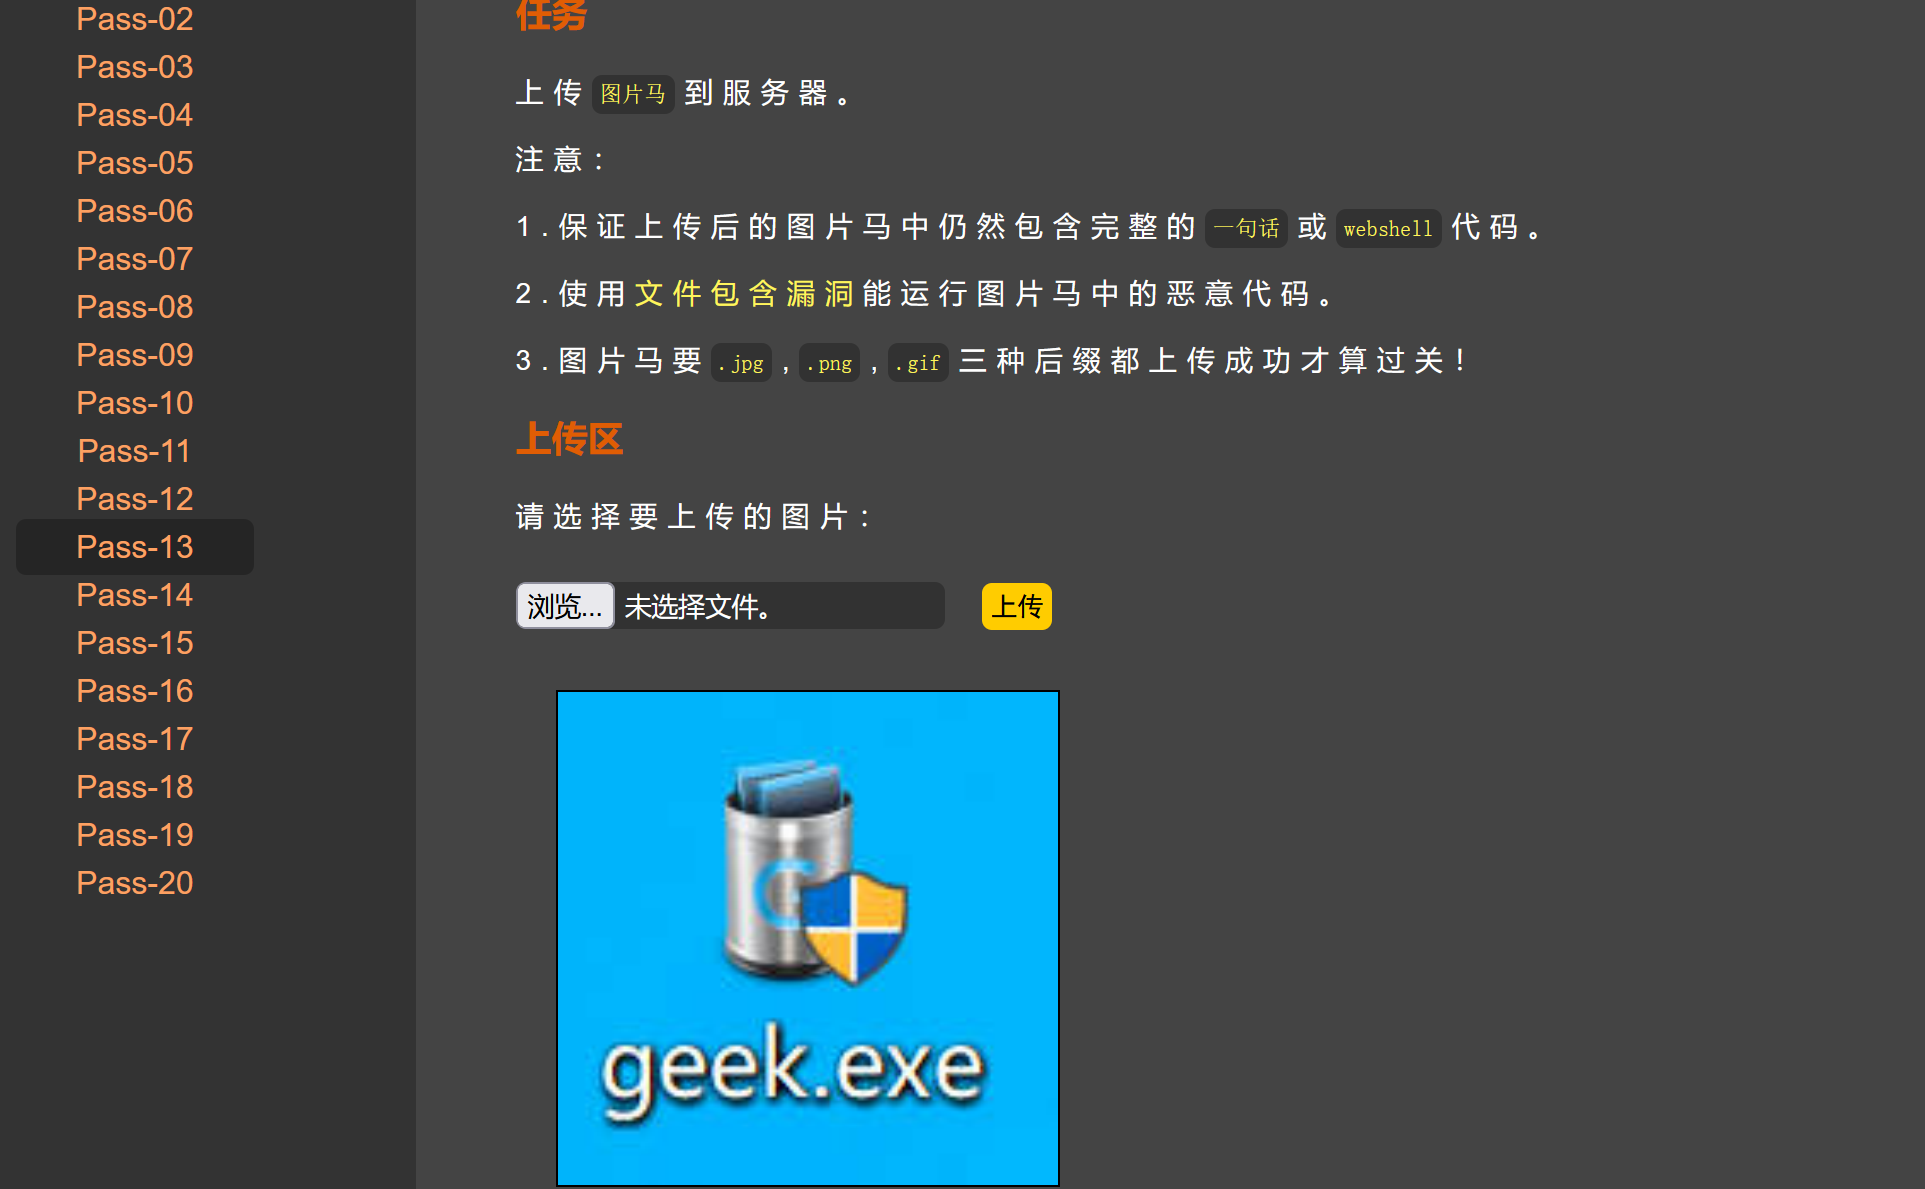 Pass-02
Pass-03
Pass-04
Pass-05
Pass-06
Pass-07
Pass-08
Pass-09
Pass-10
Pass-11
Pass-12
Pass-13
Pass-14
Pass-15
Pass-16
Pass-17
Pass-18
Pass-19
Pass-20
任务
上传 图片马 到服务器。
注意：
1.保证上传后的图片马中仍然包含完整的 一句话 或 webshell 代码。
2.使用文件包含漏洞能运行图片马中的恶意代码。
3.图片马要 .jpg , .png , .gif 三种后缀都上传成功才算过关！
上传区
请选择要上传的图片：
浏览... 未选择文件。 上传
geek.exe